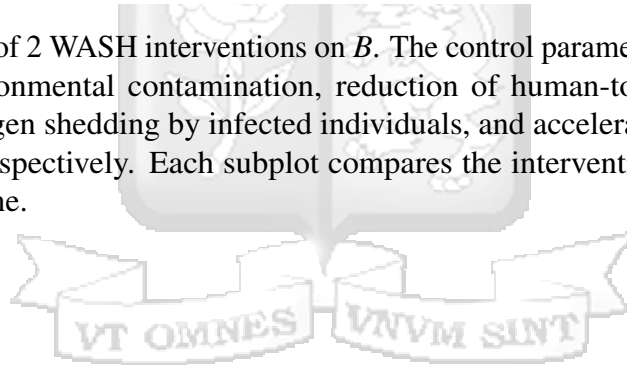 of 2 WASH interventions on B. The control parame
onmental contamination, reduction of human-to
gen shedding by infected individuals, and accelera
spectively. Each subplot compares the interventi
ne.
VT OMNES VNVM SINT